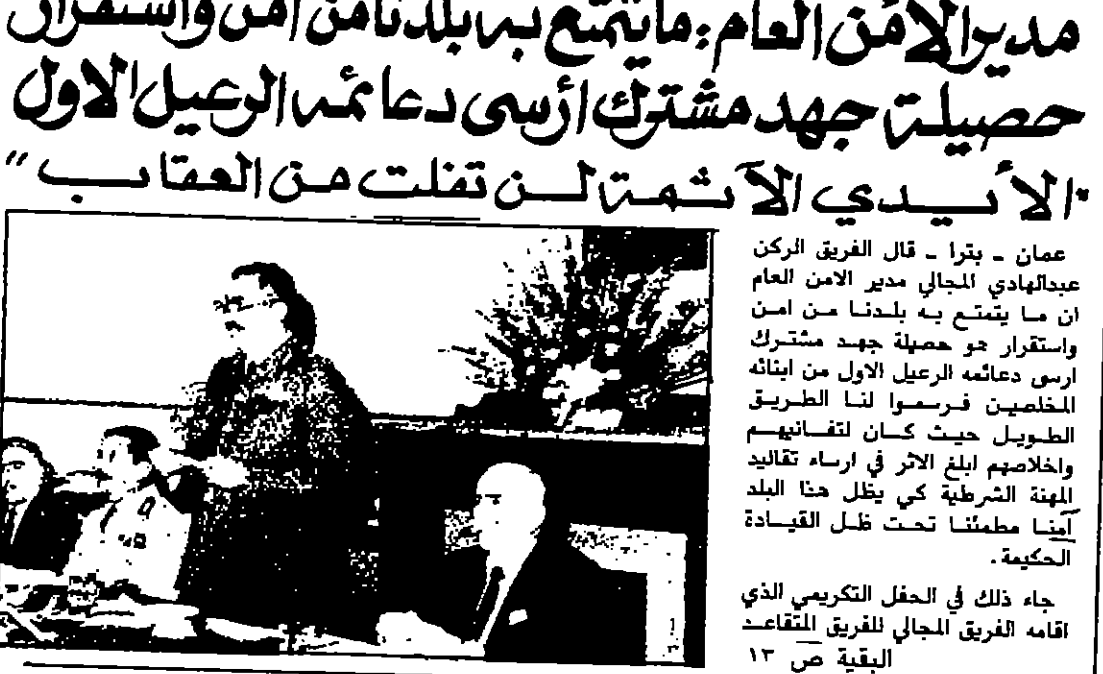 مدير الأمن العام: ما يتمتع به بلدنا من أمن واستقرار
حصيلة جهد مشترك أرسى دعائمه الرعيل الاول
"الأيدي الآثمة لن تفلت من العقاب"
عمان - بترا - قال الفريق الركن
عبدالهادي المجالي مدير الامن العام
ان ما يتمتع به بلدنا من امن
واستقرار هو حصيلة جهد مشترك
ارسى دعائمه الرعيل الاول من ابنائه
المخلصين فرسموا لنا الطريق
الطويل حيث كان لتفانيهم
واخلاصهم ابلغ الاثر في ارساء تقاليد
المهنة الشرطية كي يظل هذا البلد
آمنا مطمئنا تحت ظل القيادة
الحكيمة.
جاء ذلك في الحفل التكريمي الذي
اقامه الفريق المجالي للفريق المتقاعد
البقية ص ١٣